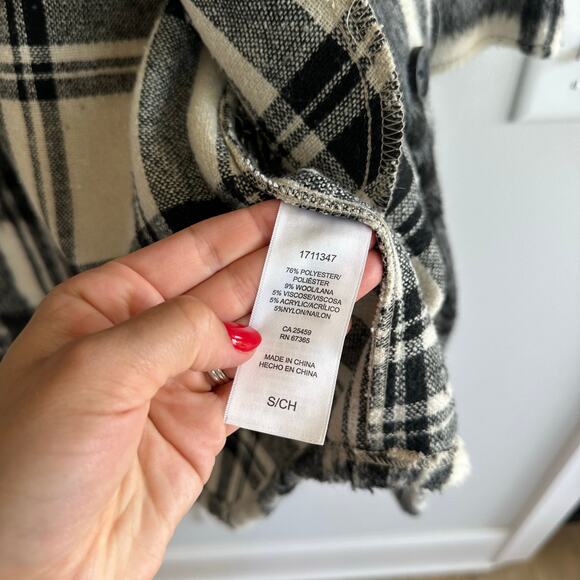 1711347
76% POLYESTER/
POLIÉSTER
9% WOOL/LANA
5% VISCOSE/VISCOSA
5% ACRYLIC/ACRÍLICO
5%NYLON/NAILON
CA 25459
RN 67365
MADE IN CHINA
HECHO EN CHINA
S/CH